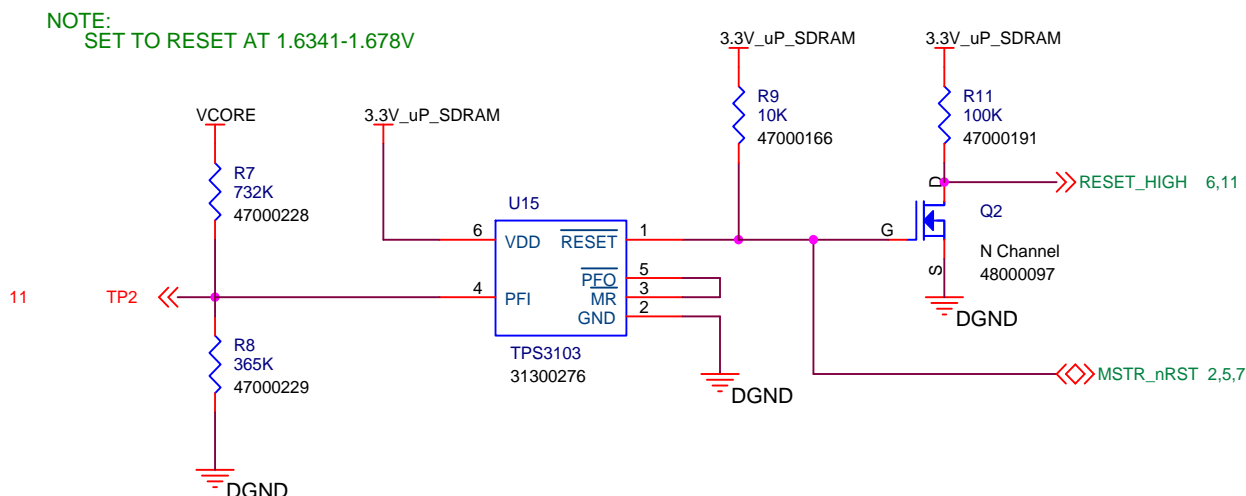 NOTE:
SET TO RESET AT 1.6341-1.678V
3.3V_uP_SDRAM
3.3V_uP_SDRAM
VCORE
3.3V_uP_SDRAM
R9
10K
47000166
R11
100K
47000191
R7
732K
47000228
D
RESET_HIGH 6,11
U15
Q2
G
6
VDD
RESET
1
N Channel
48000097
S
5
PFO
3
MR
2
GND
11
TP2
4
PFI
DGND
R8
365K
47000229
TPS3103
31300276
MSTR_nRST 2,5,7
DGND
DGND